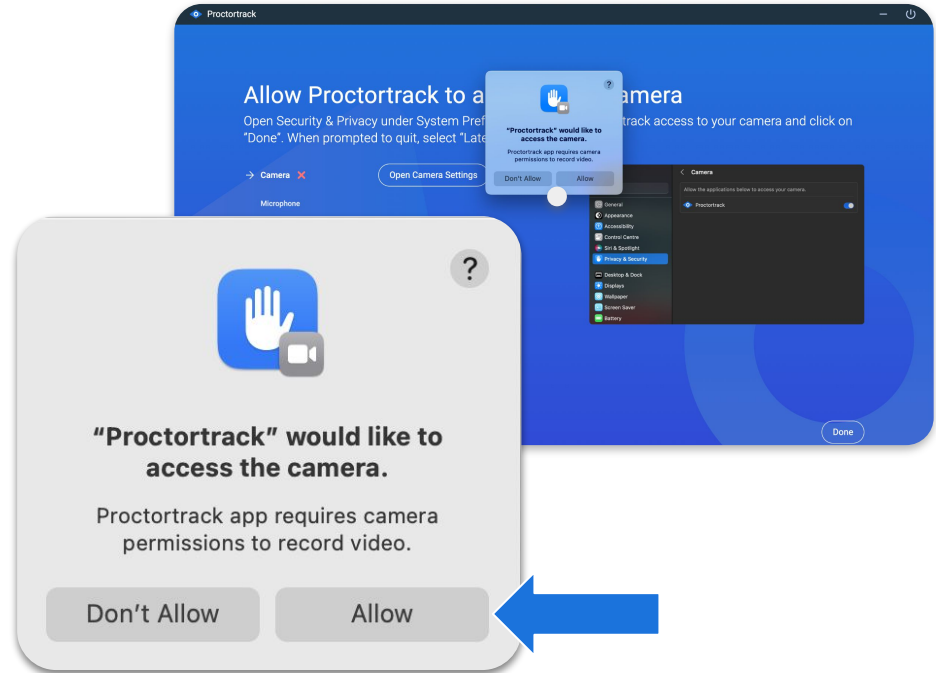 Proctortrack
Allow Proctortrack to a amera
Open Security & Privacy under System Pref track access to your camera and click on
"Done". When prompted to quit, select "Late
?
"Proctortrack" would like to
access the camera.
Proctortrack app requires camera
permissions to record video.
Don't Allow Allow
→ Camera ✕ Open Camera Settings
Microphone
< Camera
Allow the applications below to access your camera.
Proctortrack
General
Appearance
Accessibility
Control Centre
Siri & Spotlight
Privacy & Security
Desktop & Dock
Displays
Wallpaper
Screen Saver
Battery
Done
?
"Proctortrack" would like to
access the camera.
Proctortrack app requires camera
permissions to record video.
Don't Allow Allow